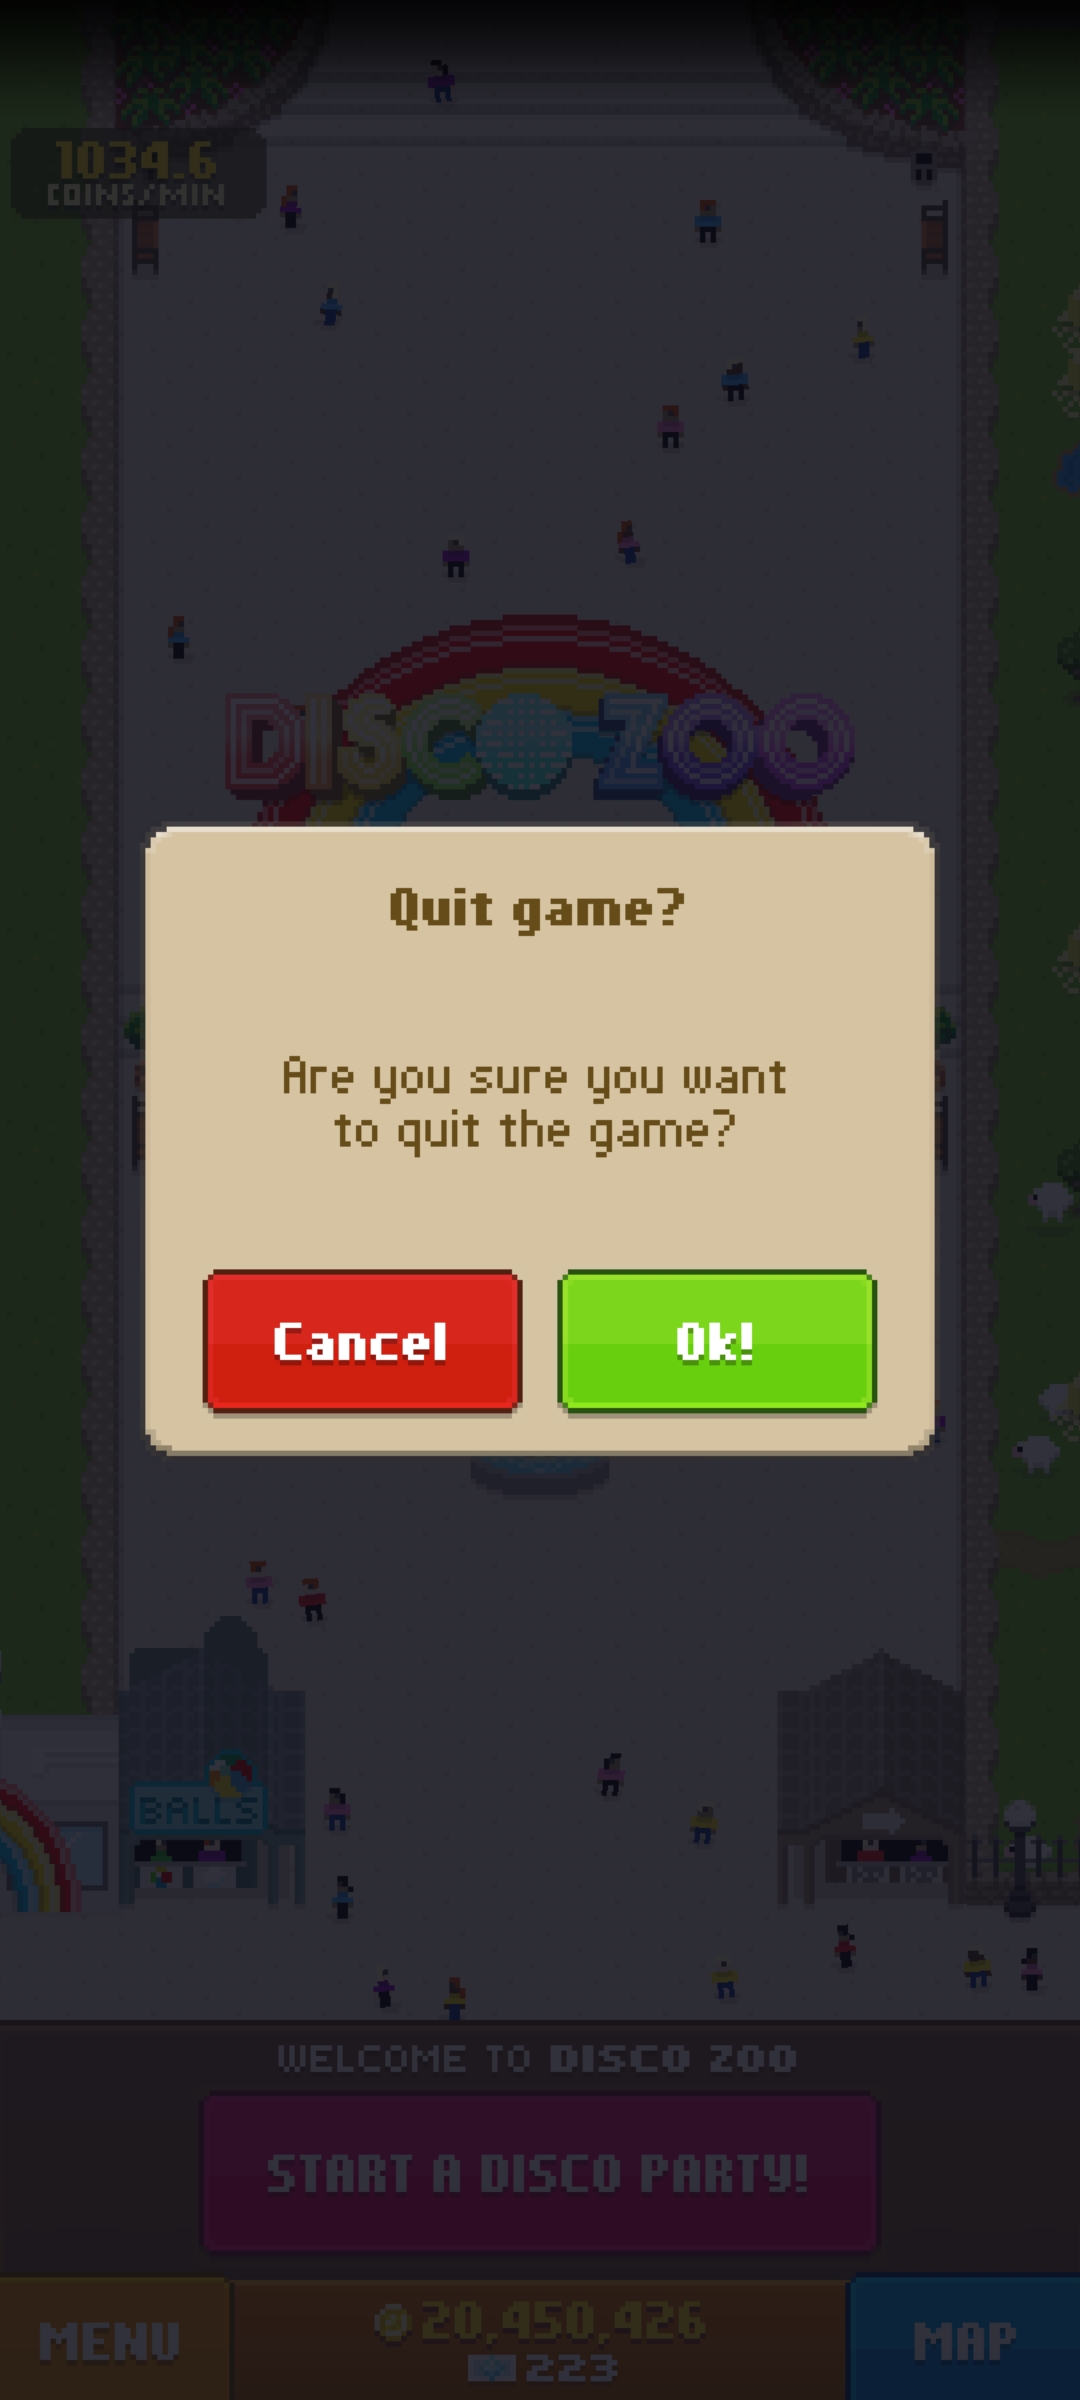 1034.6
COINS/MIN
DISCO ZOO
Quit game?
Are you sure you want
to quit the game?
Cancel
Ok!
BALLS
WELCOME TO DISCO ZOO
START A DISCO PARTY!
MENU
20,450,426
223
MAP